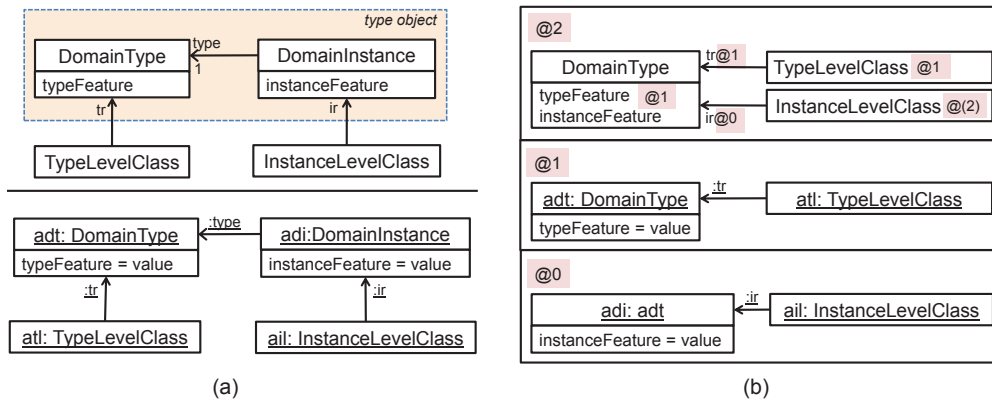 type object
DomainType
typeFeature
type
1
DomainInstance
instanceFeature
tr
ir
TypeLevelClass
InstanceLevelClass
adt: DomainType
typeFeature = value
:type
adi:DomainInstance
instanceFeature = value
:tr
:ir
atl: TypeLevelClass
ail: InstanceLevelClass
(a)
@2
DomainType
typeFeature @1
instanceFeature
tr@1
TypeLevelClass @1
ir@0
InstanceLevelClass @(2)
@1
adt: DomainType
typeFeature = value
:tr
atl: TypeLevelClass
@0
adi: adt
instanceFeature = value
:ir
ail: InstanceLevelClass
(b)